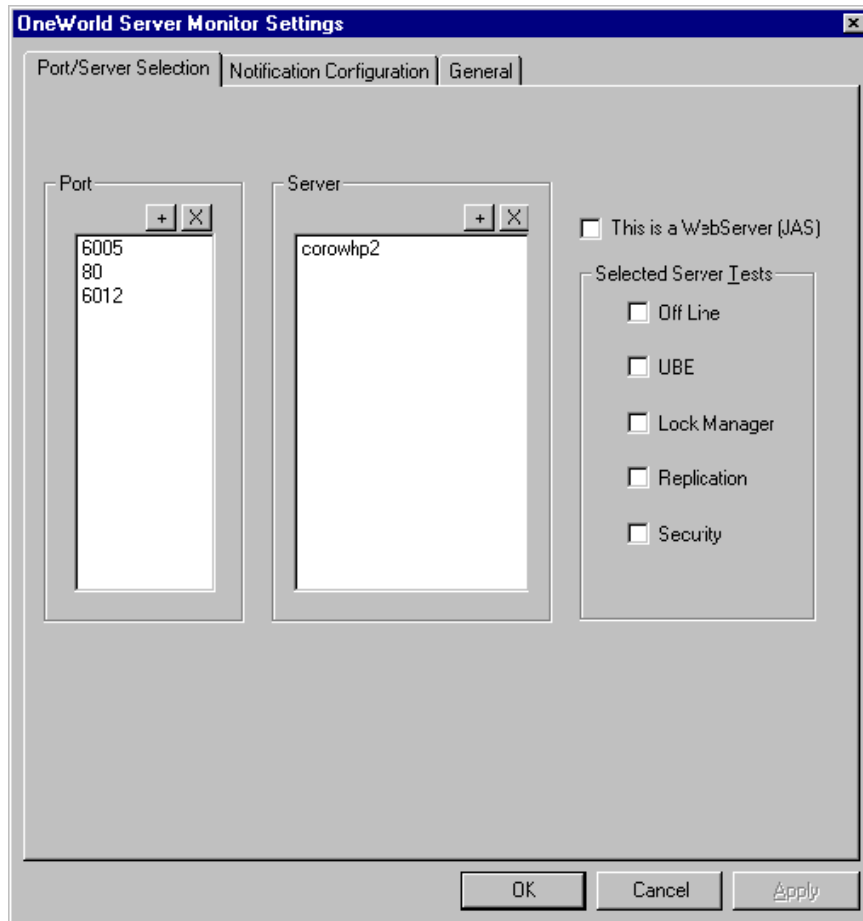 OneWorld Server Monitor Settings
Port/Server Selection Notification Configuration General
Port Server
+ X + X
6005 corowhp2
80
6012
This is a WebServer (JAS)
Selected Server Tests
Off Line
UBE
Lock Manager
Replication
Security
OK Cancel Apply